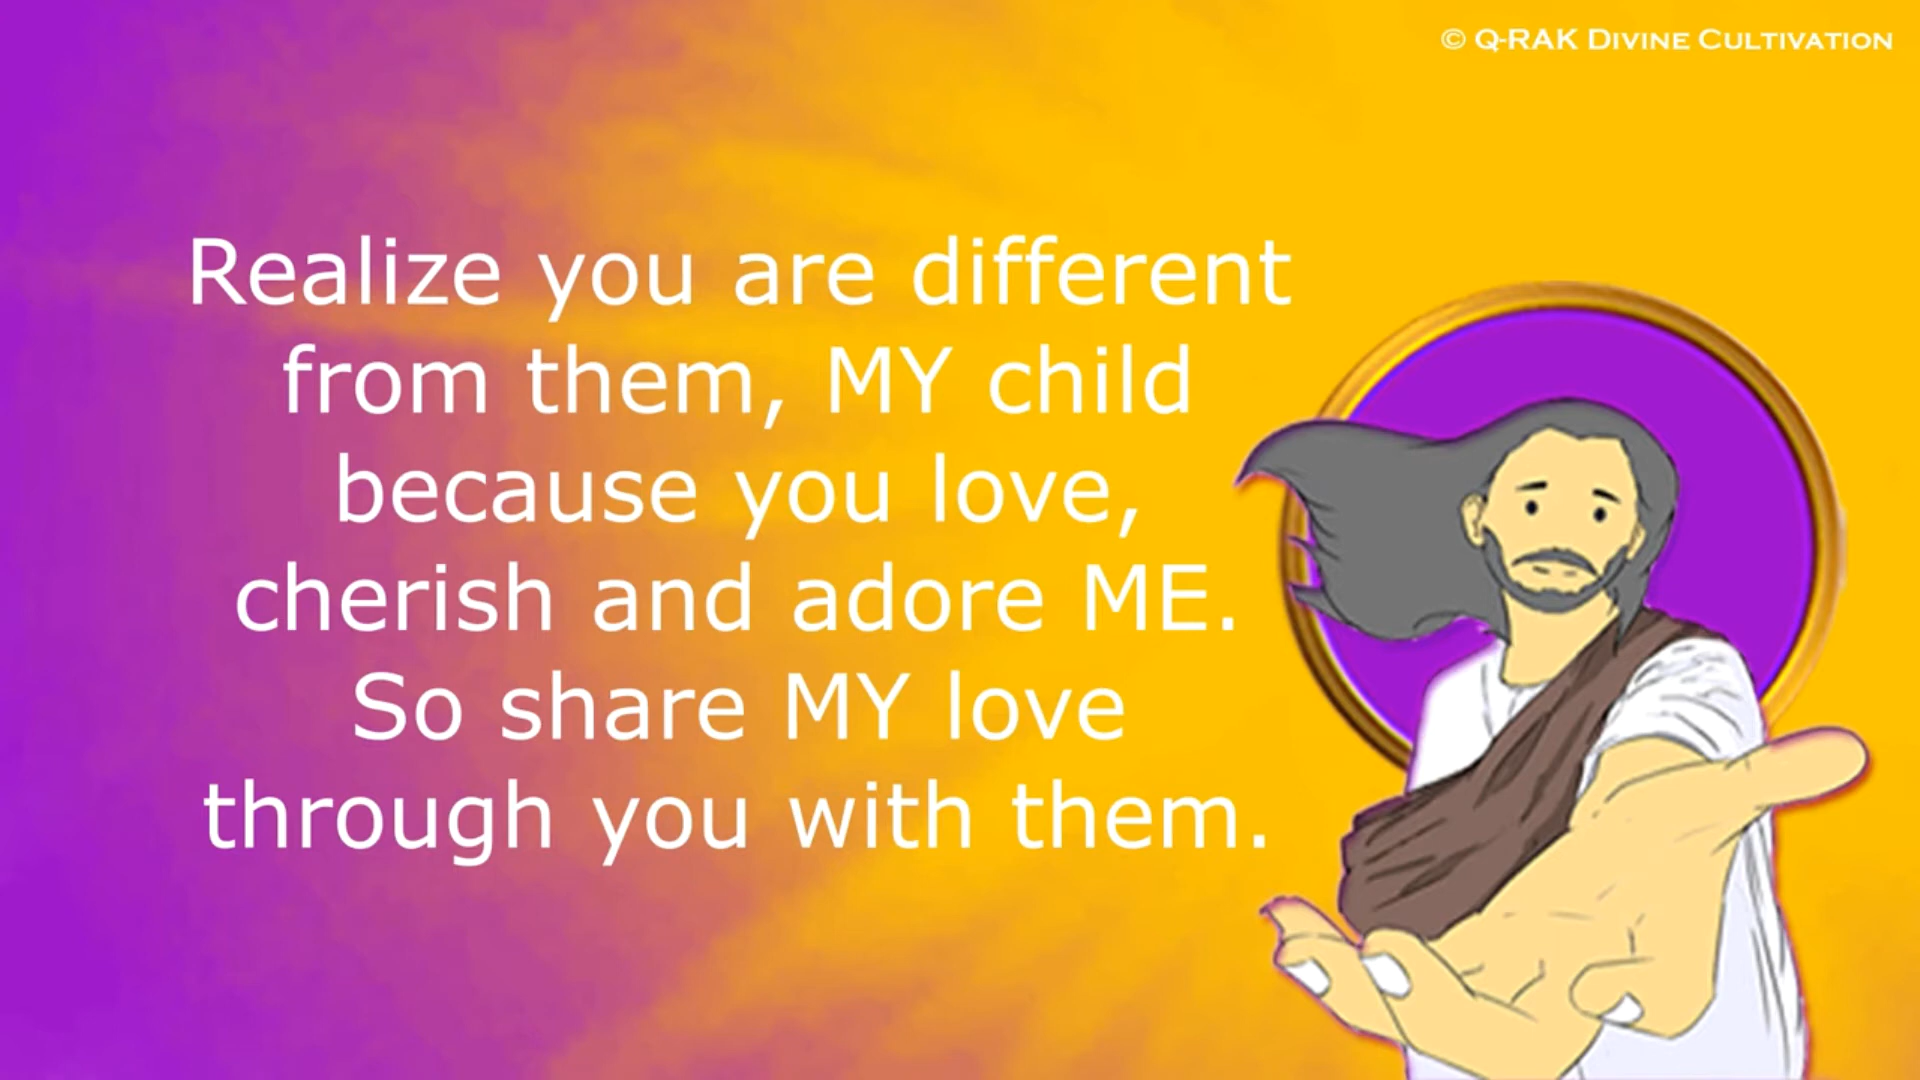 © Q-RAK Divine Cultivation
Realize you are different
from them, MY child
because you love,
cherish and adore ME.
So share MY love
through you with them.